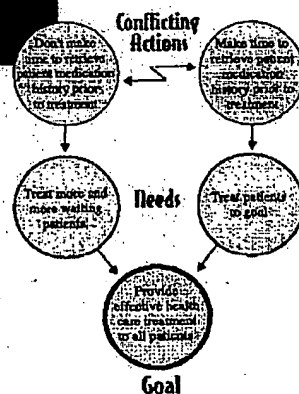 Conflicting
Actions
Don't make
time to retrieve
patient medication
history priors
to treatment
Make time to
retrieve patient
medication
history prior to
treatment
Treat more and
more waiting
patients
Needs
Treat patients
to goal
Provide
effective health
care treatment
to all patients
Goal